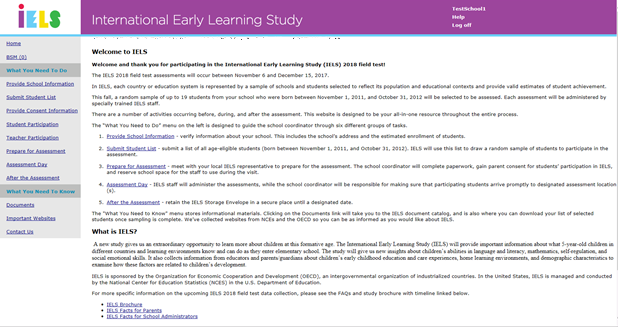 iELS
International Early Learning Study
TestSchool1
Help
Log off
Home
BSM (0)
What You Need To Do
Provide School Information
Submit Student List
Provide Consent Information
Student Participation
Teacher Participation
Prepare for Assessment
Assessment Day
After the Assessment
What You Need To Know
Documents
Important Websites
Contact Us
Welcome to IELS
Welcome and thank you for participating in the International Early Learning Study (IELS) 2018 field test!
The IELS 2018 field test assessments will occur between November 6 and December 15, 2017.
In IELS, each country or education system is represented by a sample of schools and students selected to reflect its population and educational contexts and provide valid estimates of student achievement.
This fall, a random sample of up to 19 students from your school who were born between November 1, 2011, and October 31, 2012 will be selected to be assessed. Each assessment will be administered by
specially trained IELS staff.
There are a number of activities occurring before, during, and after the assessment. This website is designed to be your all-in-one resource throughout the entire process.
The "What You Need to Do" menu on the left is designed to guide the school coordinator through six different groups of tasks.
1. Provide School Information - verify information about your school. This includes the school's address and the estimated enrollment of students.
2. Submit Student List - submit a list of all age-eligible students (born between November 1, 2011, and October 31, 2012). IELS will use this list to draw a random sample of students to participate in the
assessment.
3. Prepare for Assessment - meet with your local IELS representative to prepare for the assessment. The school coordinator will complete paperwork, gain parent consent for students' participation in IELS,
and reserve school space for the staff to use during the visit.
4. Assessment Day - IELS staff will administer the assessments, while the school coordinator will be responsible for making sure that participating students arrive promptly to designated assessment location
(s).
5. After the Assessment - retain the IELS Storage Envelope in a secure place until a designated date.
The "What You Need to Know" menu stores informational materials. Clicking on the Documents link will take you to the IELS document catalog, and is also where you can download your list of selected
students once sampling is complete. We've collected websites from NCES and the OECD so you can be as informed as you would like about IELS.
What is IELS?
A new study gives us an extraordinary opportunity to learn more about children at this formative age. The International Early Learning Study (IELS) will provide important information about what 5-year-old children in
different countries and learning environments know and can do as they enter elementary school. The study will give us new insights about children's abilities in language and literacy, mathematics, self-regulation, and
social emotional skills. It also collects information from educators and parents/guardians about children's early childhood education and care experiences, home learning environments, and demographic characteristics to
examine how these factors are related to children's development.
IELS is sponsored by the Organization for Economic Cooperation and Development (OECD), an intergovernmental organization of industrialized countries. In the United States, IELS is managed and conducted
by the National Center for Education Statistics (NCES) in the U.S. Department of Education.
For more specific information on the upcoming IELS 2018 field test data collection, please see the FAQs and study brochure with timeline linked below.
• IELS Brochure
• IELS Facts for Parents
• IELS Facts for School Administrators